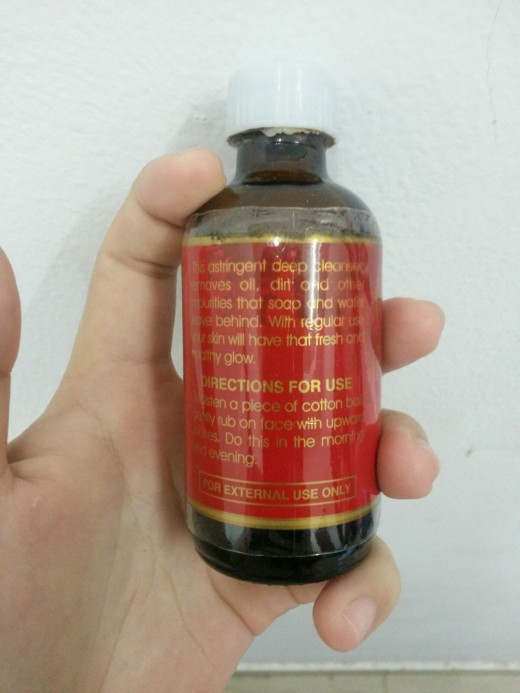 This astringent deep cleanser
removes oil, dirt and other
impurities that soap and water
leave behind. With regular use
your skin will have that fresh and
healthy glow.
DIRECTIONS FOR USE
Moisten a piece of cotton ball
gently rub on face with upward
strokes. Do this in the morning
and evening.
FOR EXTERNAL USE ONLY